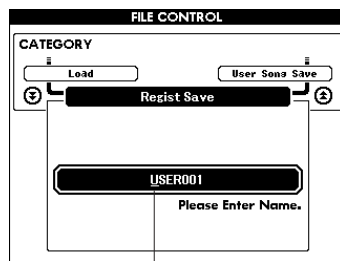 FILE CONTROL
CATEGORY
Load
User Song Save
Regist Save
USER001
Please Enter Name.